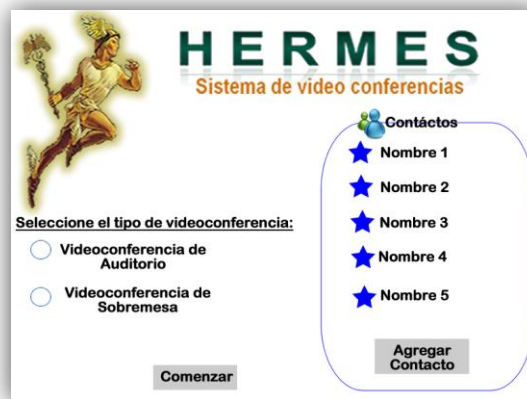 HERMES
Sistema de video conferencias
Contáctos
Nombre 1
Nombre 2
Nombre 3
Nombre 4
Nombre 5
Agregar
Contacto
Seleccione el tipo de videoconferencia:
Videoconferencia de
Auditorio
Videoconferencia de
Sobremesa
Comenzar